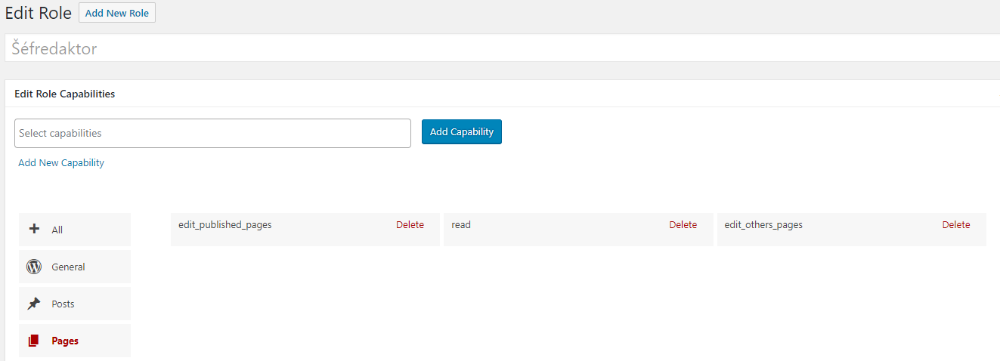 Edit Role Add New Role
Šéfredaktor
Edit Role Capabilities
Select capabilities Add Capability
Add New Capability
All
edit_published_pages Delete read Delete edit_others_pages Delete
General
Posts
Pages